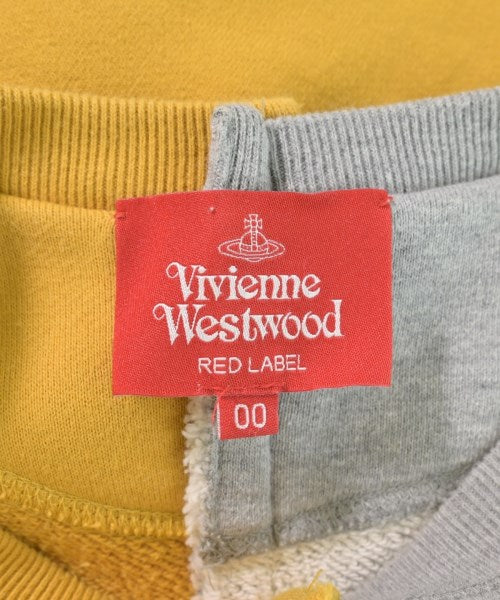 Vivienne
Westwood
RED LABEL
00